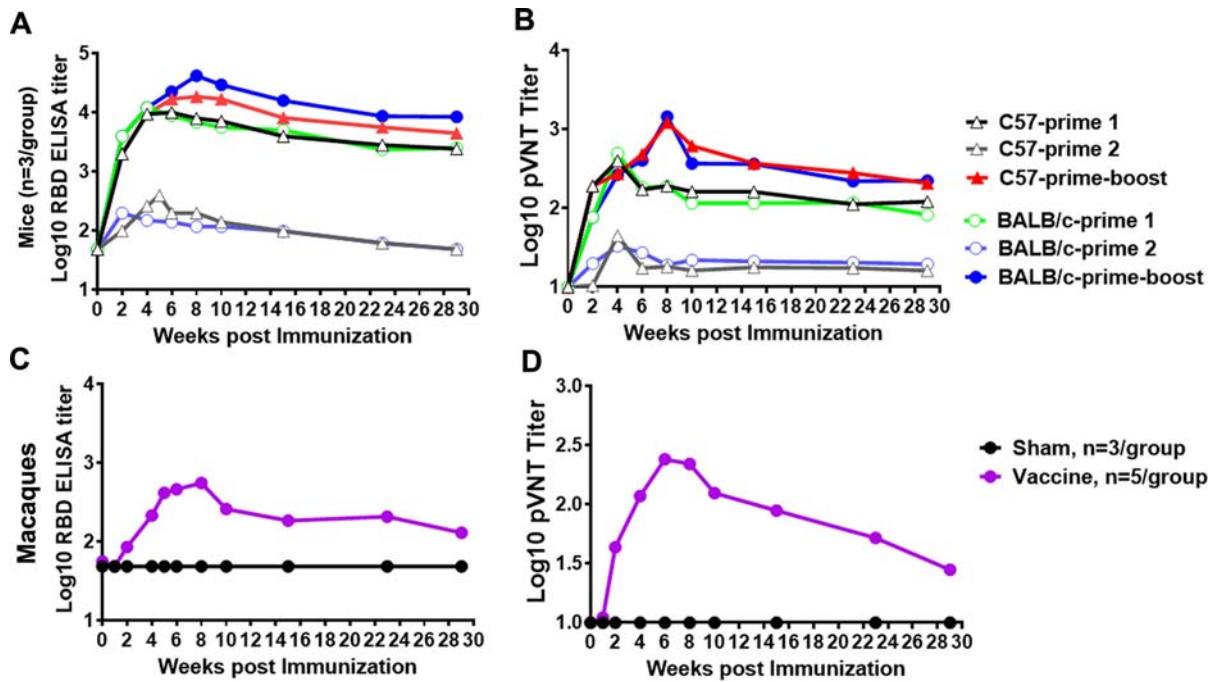 A
Mice (n=3/group)
Log10 RBD ELISA titer
5
4
3
2
1
0 2 4 6 8 10 12 14 16 18 20 22 24 26 28 30
Weeks post Immunization
B
Log10 pVNT Titer
4
3
2
1
0 2 4 6 8 10 12 14 16 18 20 22 24 26 28 30
Weeks post Immunization
C57-prime 1
C57-prime 2
C57-prime-boost
BALB/c-prime 1
BALB/c-prime 2
BALB/c-prime-boost
C
Macaques
Log10 RBD ELISA titer
4
3
2
1
0 2 4 6 8 10 12 14 16 18 20 22 24 26 28 30
Weeks post Immunization
D
Log10 pVNT Titer
3.0
2.5
2.0
1.5
1.0
0 2 4 6 8 10 12 14 16 18 20 22 24 26 28 30
Weeks post Immunization
Sham, n=3/group
Vaccine, n=5/group